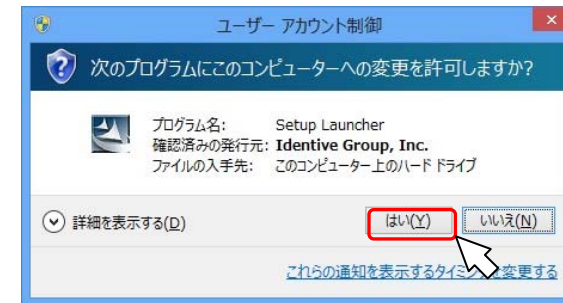 ユーザー アカウント制御
次のプログラムにこのコンピューターへの変更を許可しますか?
プログラム名: Setup Launcher
確認済みの発行元: Identive Group, Inc.
ファイルの入手先: このコンピューター上のハード ドライブ
詳細を表示する(D)
はい(Y)
いいえ(N)
これらの通知を表示するタイミングを変更する